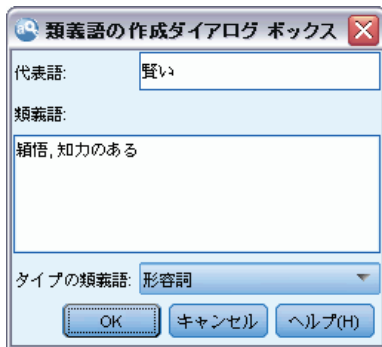 類義語の作成ダイアログ ボックス
代表語: 賢い
類義語:
穎悟, 知力のある
タイプの類義語: 形容詞
OK キャンセル ヘルプ(H)